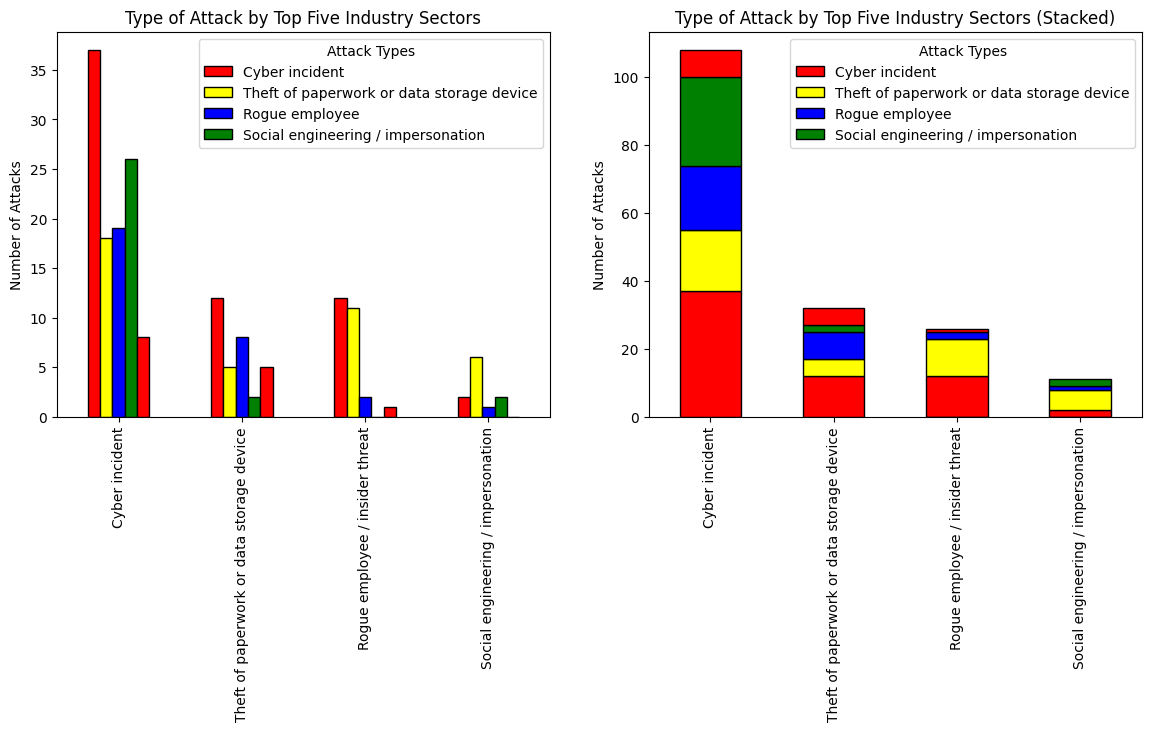 Type of Attack by Top Five Industry Sectors
Attack Types
Cyber incident
Theft of paperwork or data storage device
Rogue employee
Social engineering / impersonation
Number of Attacks
35
30
25
20
15
10
5
0
Cyber incident
Theft of paperwork or data storage device
Rogue employee / insider threat
Social engineering / impersonation
Type of Attack by Top Five Industry Sectors (Stacked)
Attack Types
Cyber incident
Theft of paperwork or data storage device
Rogue employee
Social engineering / impersonation
Number of Attacks
100
80
60
40
20
0
Cyber incident
Theft of paperwork or data storage device
Rogue employee / insider threat
Social engineering / impersonation